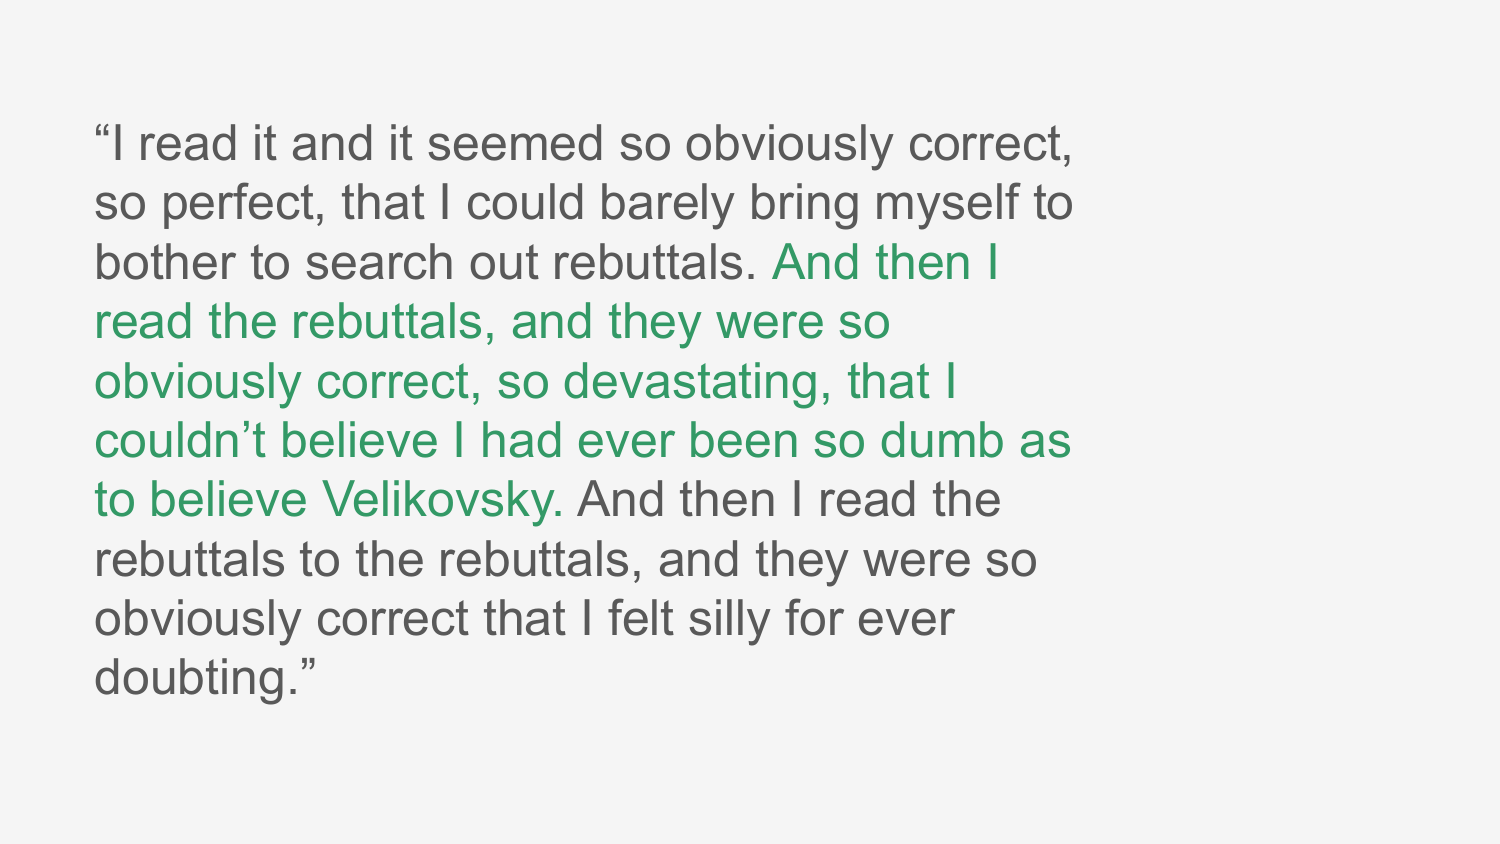 “I read it and it seemed so obviously correct,
so perfect, that I could barely bring myself to
bother to search out rebuttals. And then I
read the rebuttals, and they were so
obviously correct, so devastating, that I
couldn’t believe I had ever been so dumb as
to believe Velikovsky. And then I read the
rebuttals to the rebuttals, and they were so
obviously correct that I felt silly for ever
doubting.”